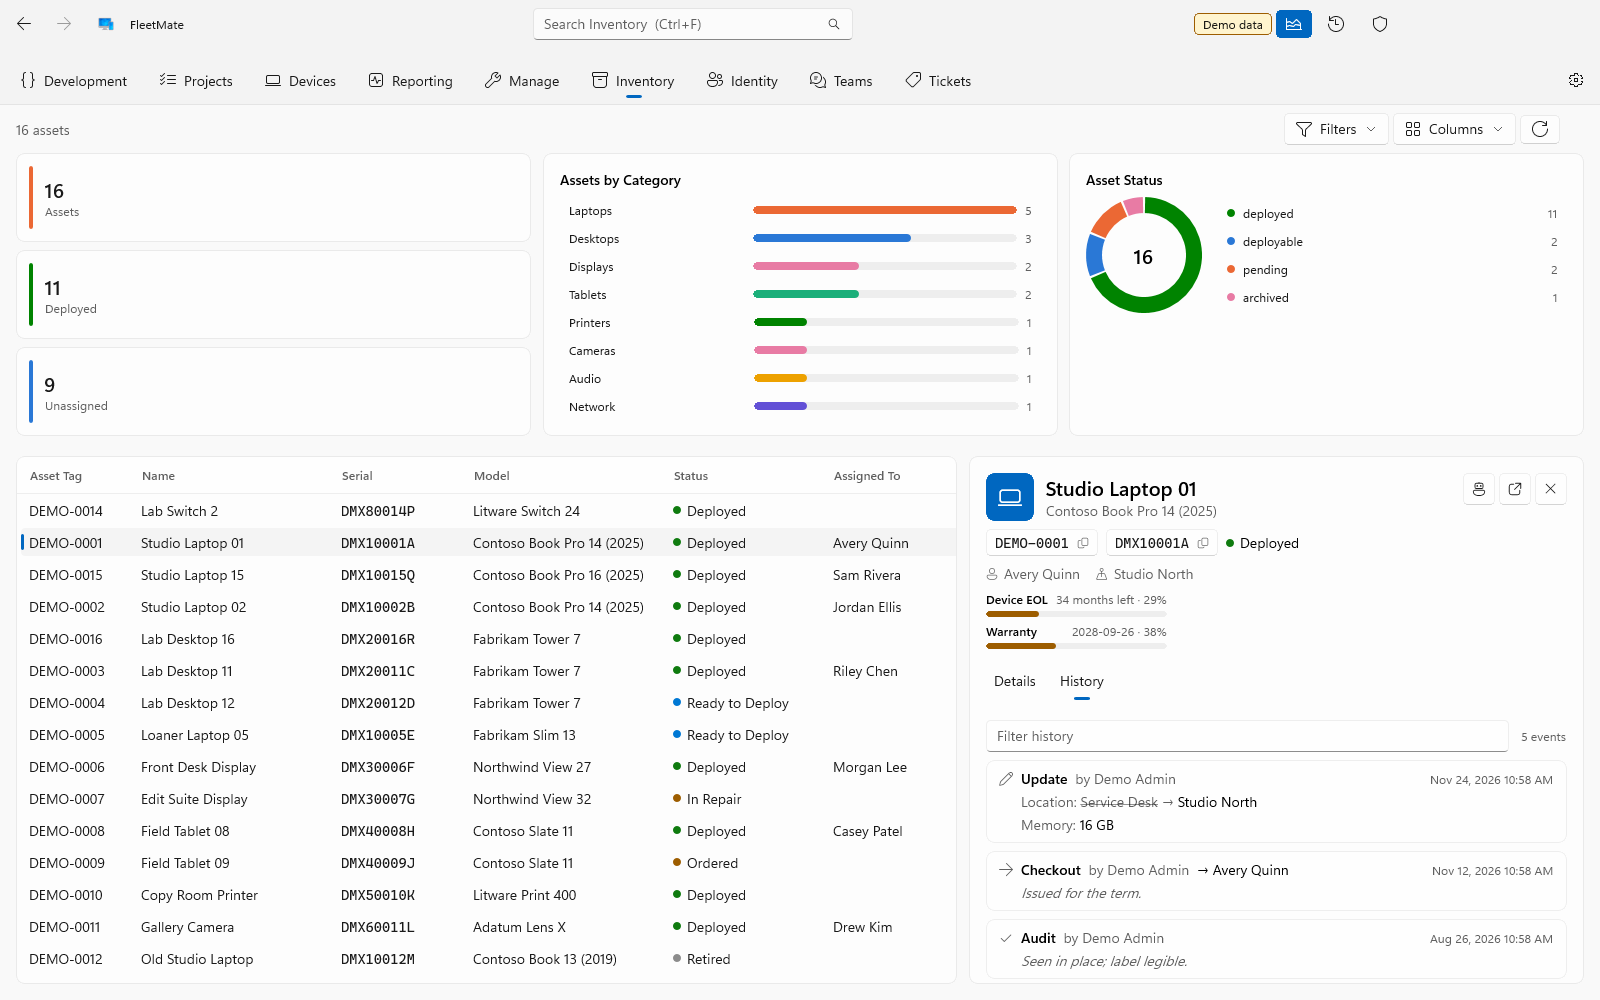 FleetMate
Search Inventory (Ctrl+F)
Demo data
Development
Projects
Devices
Reporting
Manage
Inventory
Identity
Teams
Tickets
16 assets
Filters
Columns
16
Assets
11
Deployed
9
Unassigned
Assets by Category
Laptops 5
Desktops 3
Displays 2
Tablets 2
Printers 1
Cameras 1
Audio 1
Network 1
Asset Status
16
deployed 11
deployable 2
pending 2
archived 1
Asset Tag Name Serial Model Status Assigned To
DEMO-0014 Lab Switch 2 DMX80014P Litware Switch 24 Deployed
DEMO-0001 Studio Laptop 01 DMX10001A Contoso Book Pro 14 (2025) Deployed Avery Quinn
DEMO-0015 Studio Laptop 15 DMX10015Q Contoso Book Pro 16 (2025) Deployed Sam Rivera
DEMO-0002 Studio Laptop 02 DMX10002B Contoso Book Pro 14 (2025) Deployed Jordan Ellis
DEMO-0016 Lab Desktop 16 DMX20016R Fabrikam Tower 7 Deployed
DEMO-0003 Lab Desktop 11 DMX20011C Fabrikam Tower 7 Deployed Riley Chen
DEMO-0004 Lab Desktop 12 DMX20012D Fabrikam Tower 7 Ready to Deploy
DEMO-0005 Loaner Laptop 05 DMX10005E Fabrikam Slim 13 Ready to Deploy
DEMO-0006 Front Desk Display DMX30006F Northwind View 27 Deployed Morgan Lee
DEMO-0007 Edit Suite Display DMX30007G Northwind View 32 In Repair
DEMO-0008 Field Tablet 08 DMX40008H Contoso Slate 11 Deployed Casey Patel
DEMO-0009 Field Tablet 09 DMX40009J Contoso Slate 11 Ordered
DEMO-0010 Copy Room Printer DMX50010K Litware Print 400 Deployed
DEMO-0011 Gallery Camera DMX60011L Adatum Lens X Deployed Drew Kim
DEMO-0012 Old Studio Laptop DMX10012M Contoso Book 13 (2019) Retired
Studio Laptop 01
Contoso Book Pro 14 (2025)
DEMO-0001 DMX10001A Deployed
Avery Quinn Studio North
Device EOL 34 months left · 29%
Warranty 2028-09-26 · 38%
Details History
Filter history 5 events
Update by Demo Admin Nov 24, 2026 10:58 AM
Location: Service Desk → Studio North
Memory: 16 GB
Checkout by Demo Admin → Avery Quinn Nov 12, 2026 10:58 AM
Issued for the term.
Audit by Demo Admin Aug 26, 2026 10:58 AM
Seen in place; label legible.